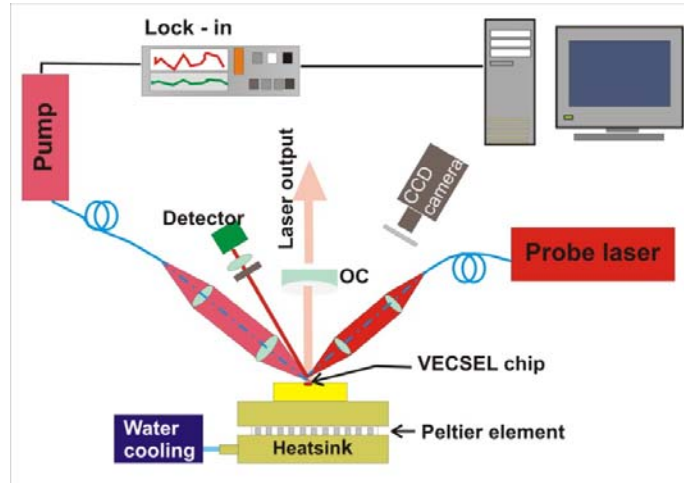 Lock - in
Pump
Detector
Laser output
CCD
camera
OC
Probe laser
VECSEL chip
Water
cooling
Heatsink
Peltier element